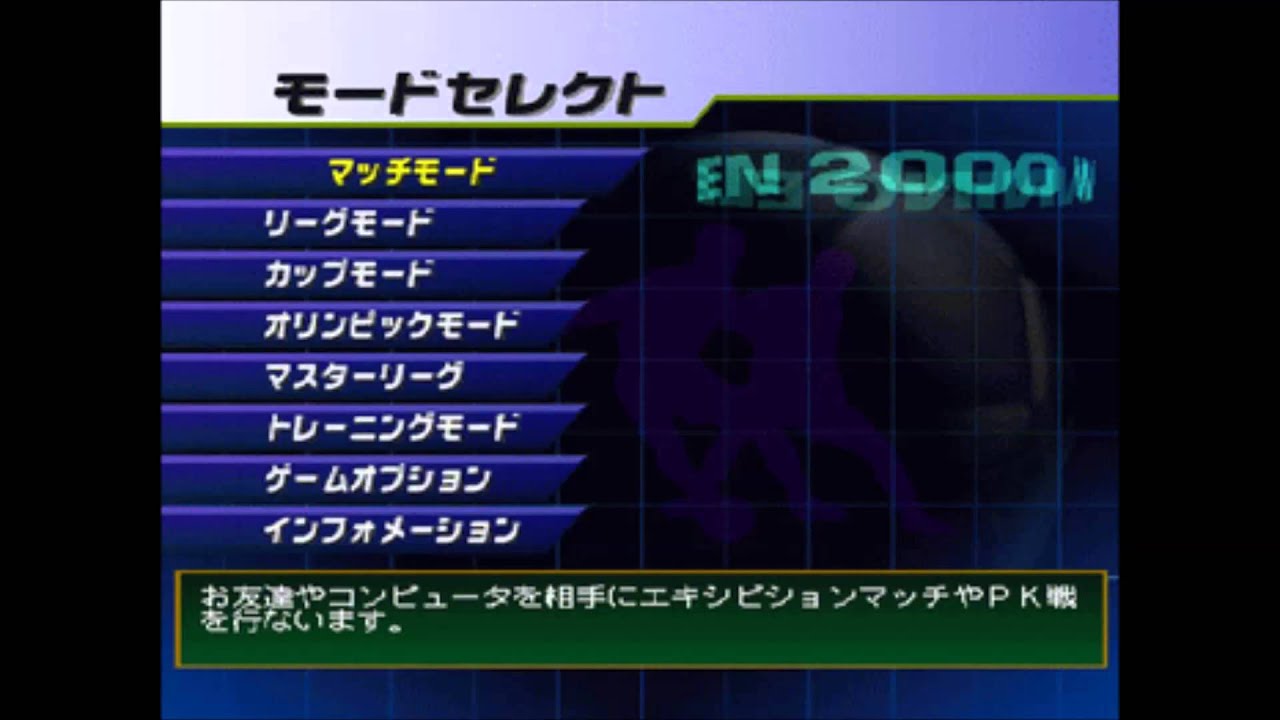 モードセレクト
マッチモード
リーグモード
カップモード
オリンピックモード
マスターリーグ
トレーニングモード
ゲームオプション
インフォメーション
EN 2000
お友達やコンピュータを相手にエキシビションマッチやＰＫ戦
を行ないます。